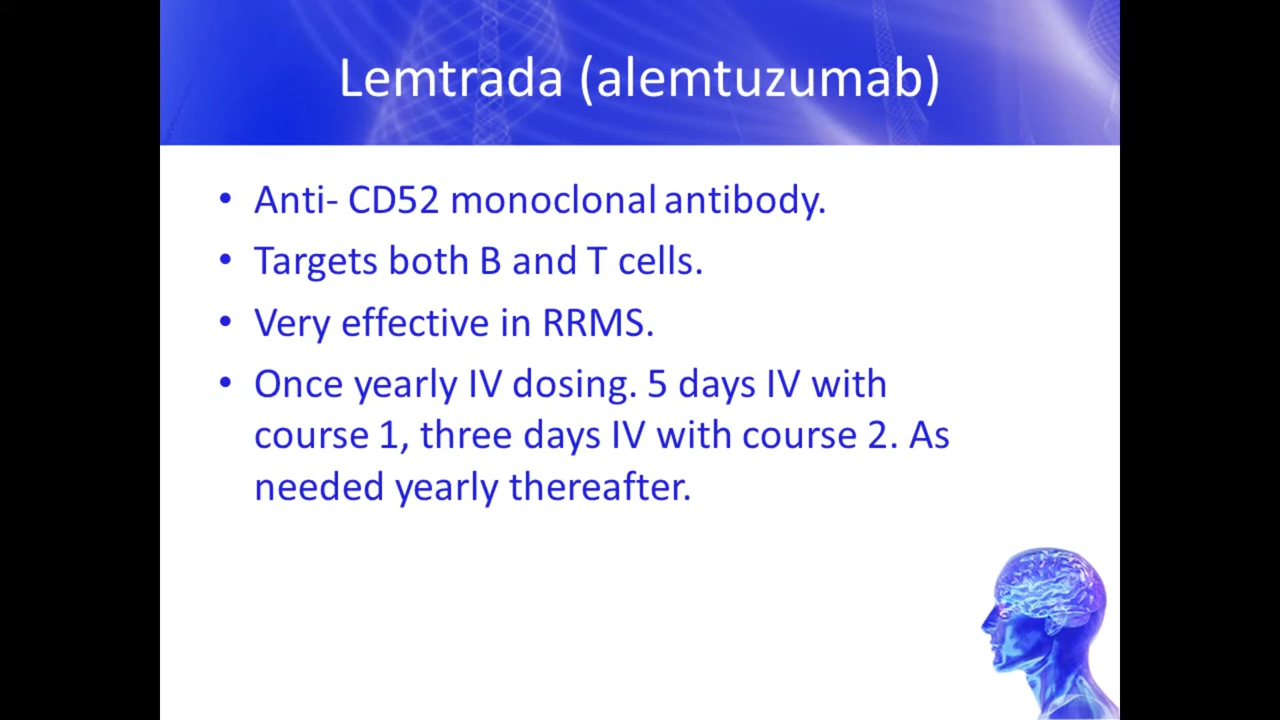 Lemtrada (alemtuzumab)
• Anti- CD52 monoclonal antibody.
• Targets both B and T cells.
• Very effective in RRMS.
• Once yearly IV dosing. 5 days IV with
course 1, three days IV with course 2. As
needed yearly thereafter.